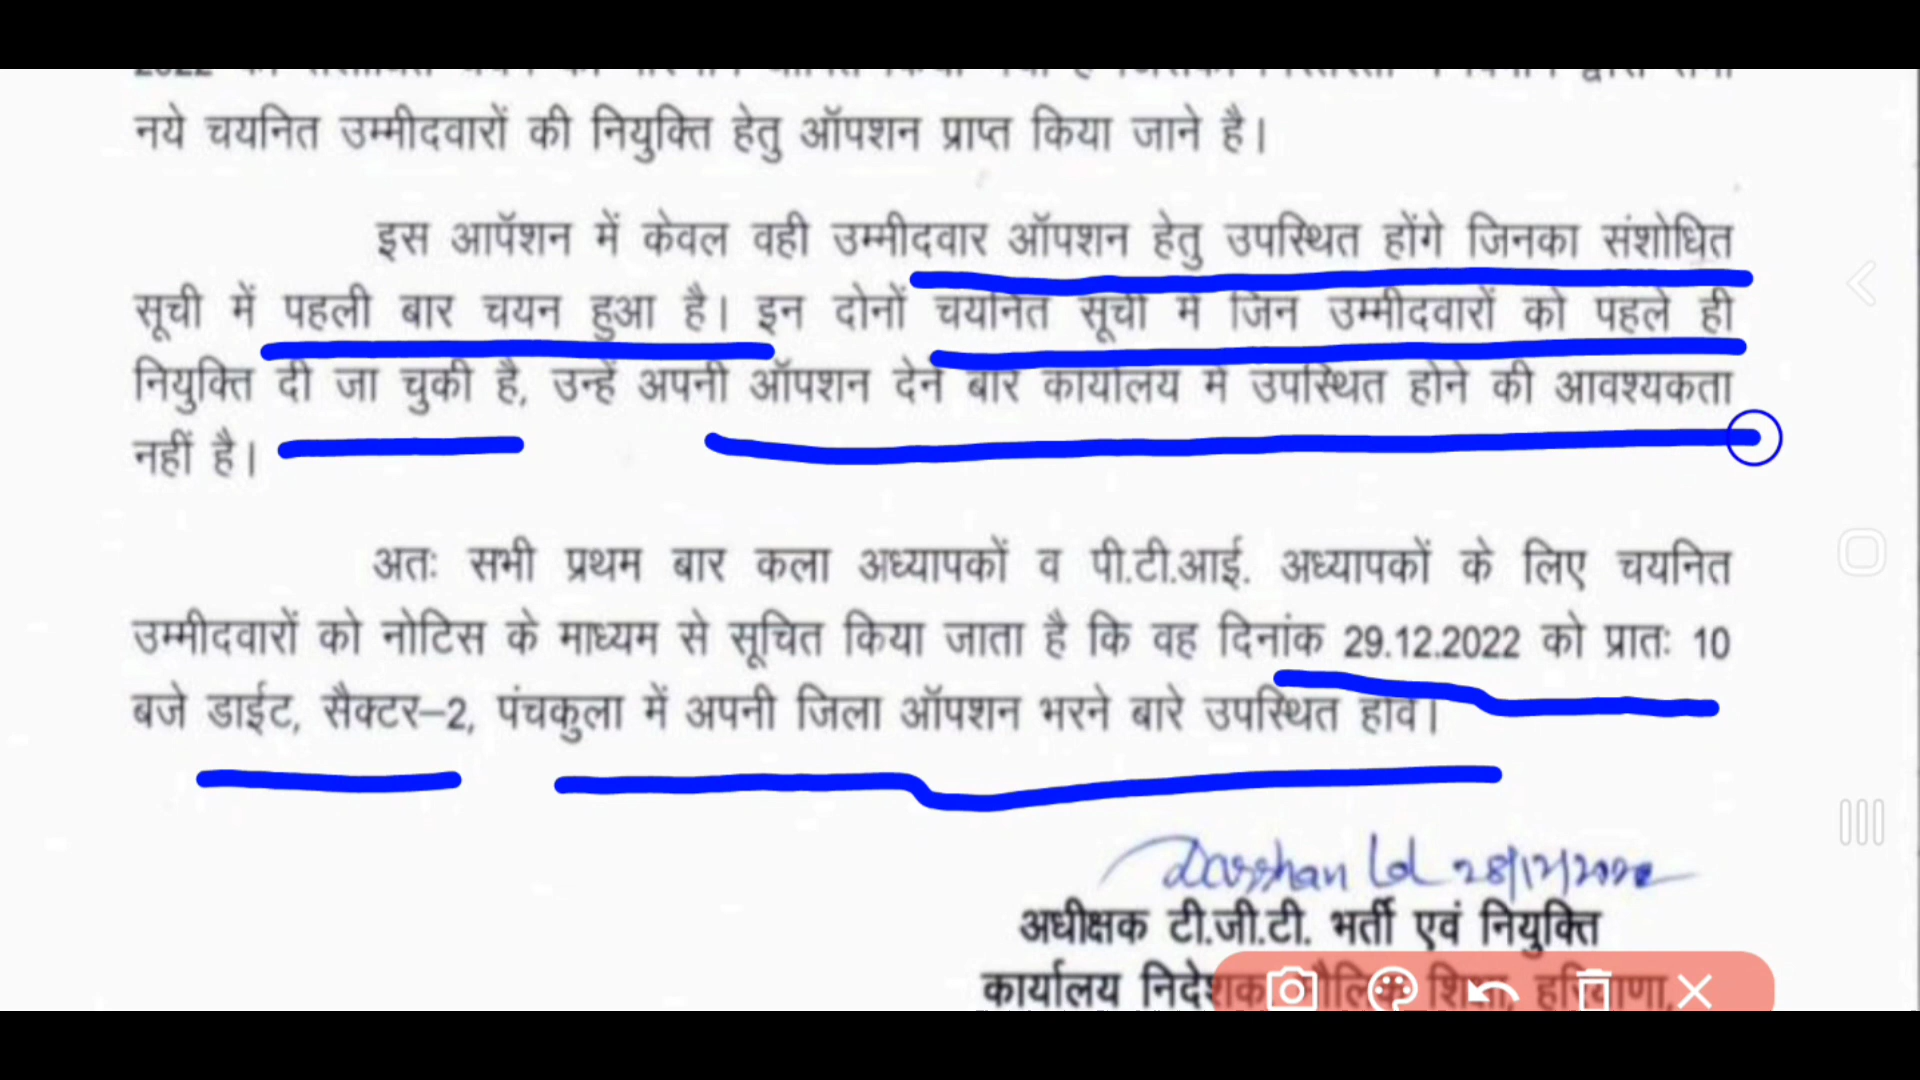 2022
नये चयनित उम्मीदवारों की नियुक्ति हेतु ऑपशन प्राप्त किया जाने है।
इस आपॅशन में केवल वही उम्मीदवार ऑपशन हेतु उपस्थित होंगे जिनका संशोधित
सूची में पहली बार चयन हुआ है। इन दोनों चयनित सूची में जिन उम्मीदवारों को पहले ही
नियुक्ति दी जा चुकी है, उन्हें अपनी ऑपशन देने बारे कार्यालय में उपस्थित होने की आवश्यकता
नहीं है।
अतः सभी प्रथम बार कला अध्यापकों व पी.टी.आई. अध्यापकों के लिए चयनित
उम्मीदवारों को नोटिस के माध्यम से सूचित किया जाता है कि वह दिनांक 29.12.2022 को प्रातः 10
बजे डाईट, सैक्टर–2, पंचकुला में अपनी जिला ऑपशन भरने बारे उपस्थित होवें।
Darshan Lal 28/12/2022
अधीक्षक टी.जी.टी. भर्ती एवं नियुक्ति
कार्यालय निदेशक मौलिक शिक्षा, हरियाणा,